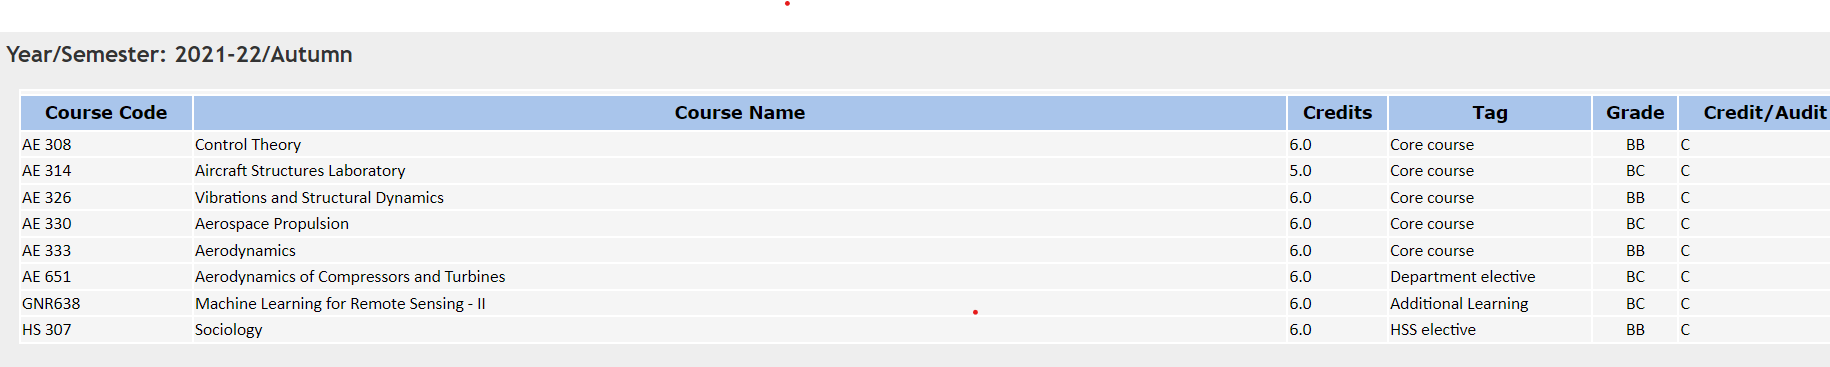 Year/Semester: 2021-22/Autumn
Course Code Course Name Credits Tag Grade Credit/Audit
AE 308 Control Theory 6.0 Core course BB C
AE 314 Aircraft Structures Laboratory 5.0 Core course BC C
AE 326 Vibrations and Structural Dynamics 6.0 Core course BB C
AE 330 Aerospace Propulsion 6.0 Core course BC C
AE 333 Aerodynamics 6.0 Core course BB C
AE 651 Aerodynamics of Compressors and Turbines 6.0 Department elective BC C
GNR638 Machine Learning for Remote Sensing - II 6.0 Additional Learning BC C
HS 307 Sociology 6.0 HSS elective BB C